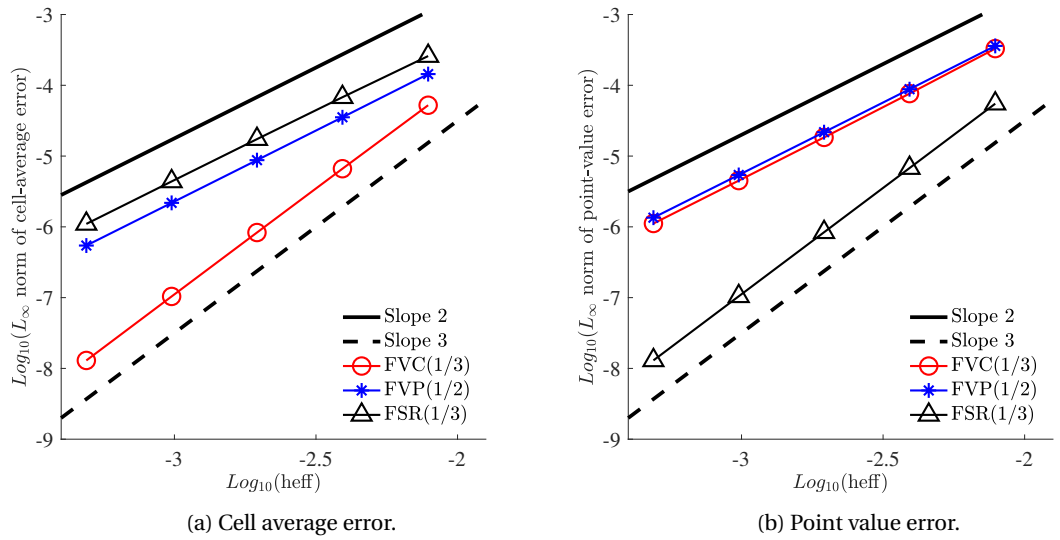 -3
-4
-5
-6
-7
-8
-9
Log10(L∞ norm of cell-average error)
-3
-2.5
-2
Log10(heff)
Slope 2
Slope 3
FVC(1/3)
FVP(1/2)
FSR(1/3)
(a) Cell average error.
-3
-4
-5
-6
-7
-8
-9
Log10(L∞ norm of point-value error)
-3
-2.5
-2
Log10(heff)
Slope 2
Slope 3
FVC(1/3)
FVP(1/2)
FSR(1/3)
(b) Point value error.